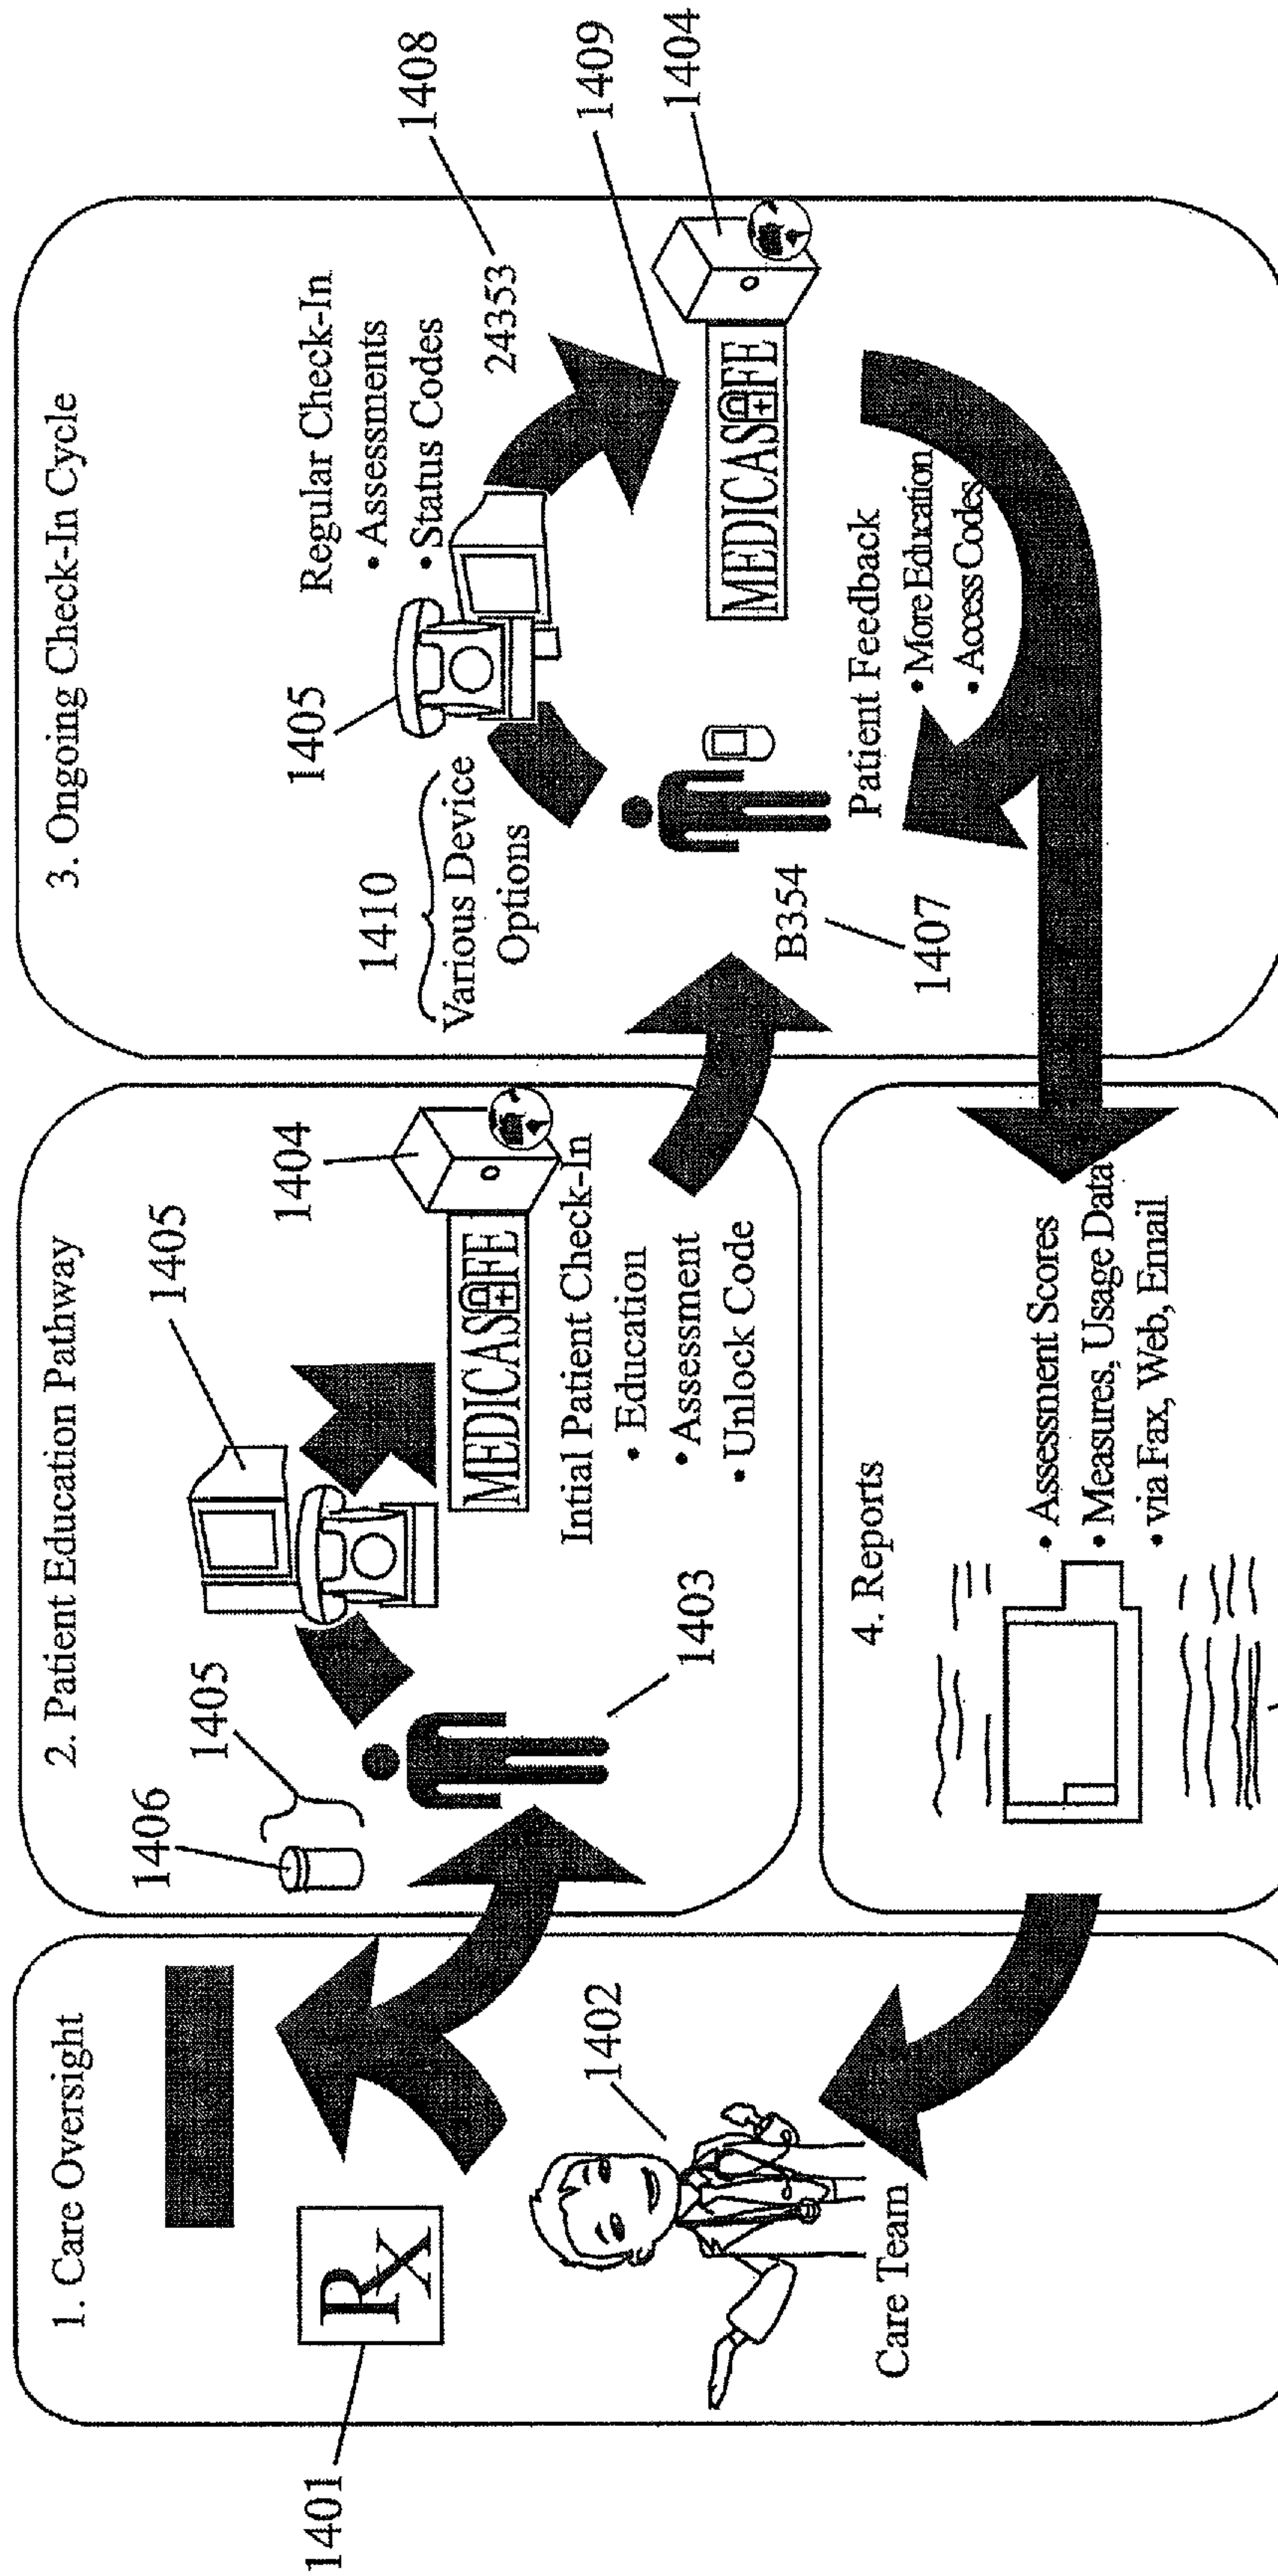 1. Care Oversight
1401
Rx
1402
Care Team
2. Patient Education Pathway
1406
1405
1405
1404
1403
MEDICASAFE
Intial Patient Check-In
• Education
• Assessment
• Unlock Code
3. Ongoing Check-In Cycle
1410
Various Device
Options
1405
Regular Check-In
• Assessments
• Status Codes
24353
1408
1409
1404
MEDICASAFE
B354
1407
Patient Feedback
• More Education
• Access Codes
4. Reports
• Assessment Scores
• Measures, Usage Data
• via Fax, Web, Email